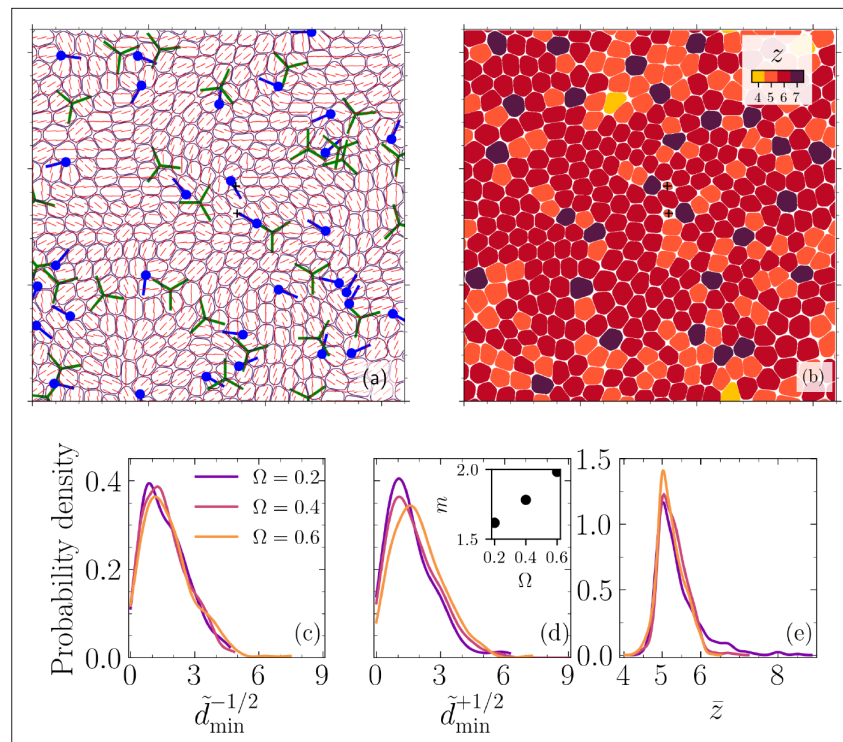 (a)
z
4 5 6 7
(b)
Probability density
0.4
0.2
0.0
Ω = 0.2
Ω = 0.4
Ω = 0.6
(c)
0 3 6 9
d̃_min^{-1/2}
m
2.0
1.5
0.2 0.4 0.6
Ω
(d)
0 3 6 9
d̃_min^{+1/2}
1.5
1.0
0.5
0.0
(e)
4 5 6 8
z̄